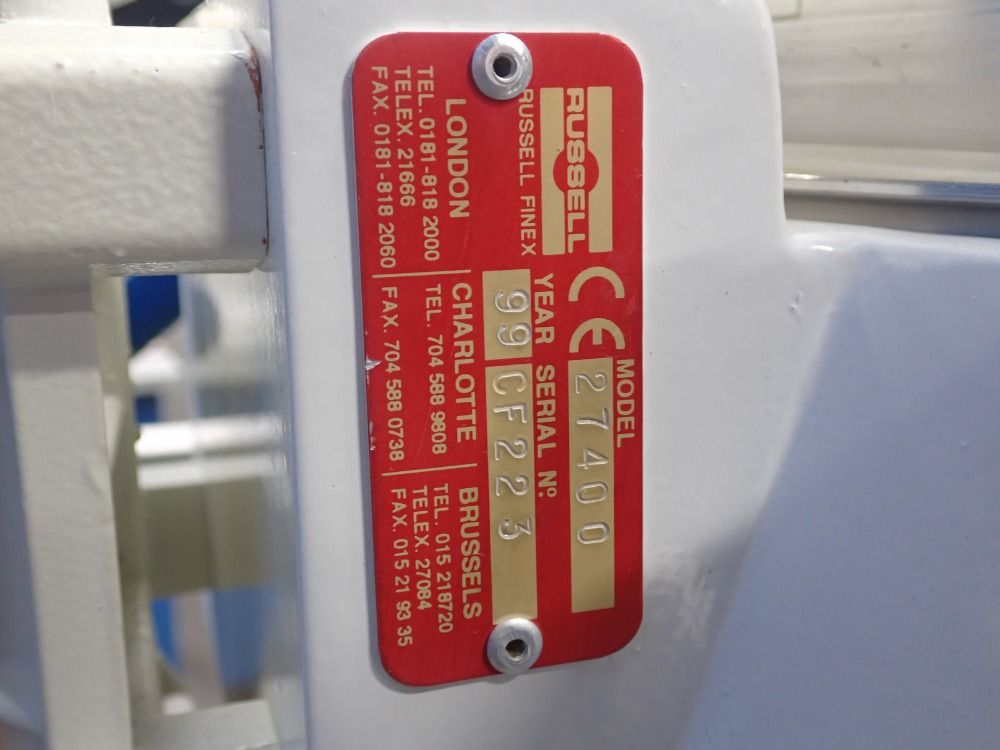 RUSSELL
RUSSELL FINEX
CE
MODEL
27400
YEAR SERIAL Nº
99 CF2223
LONDON
TEL. 0181-818 2000
TELEX. 21666
FAX. 0181-818 2060
CHARLOTTE
TEL. 704 588 9808
FAX. 704 588 0738
BRUSSELS
TEL. 015 218720
TELEX. 27084
FAX. 015 21 93 35